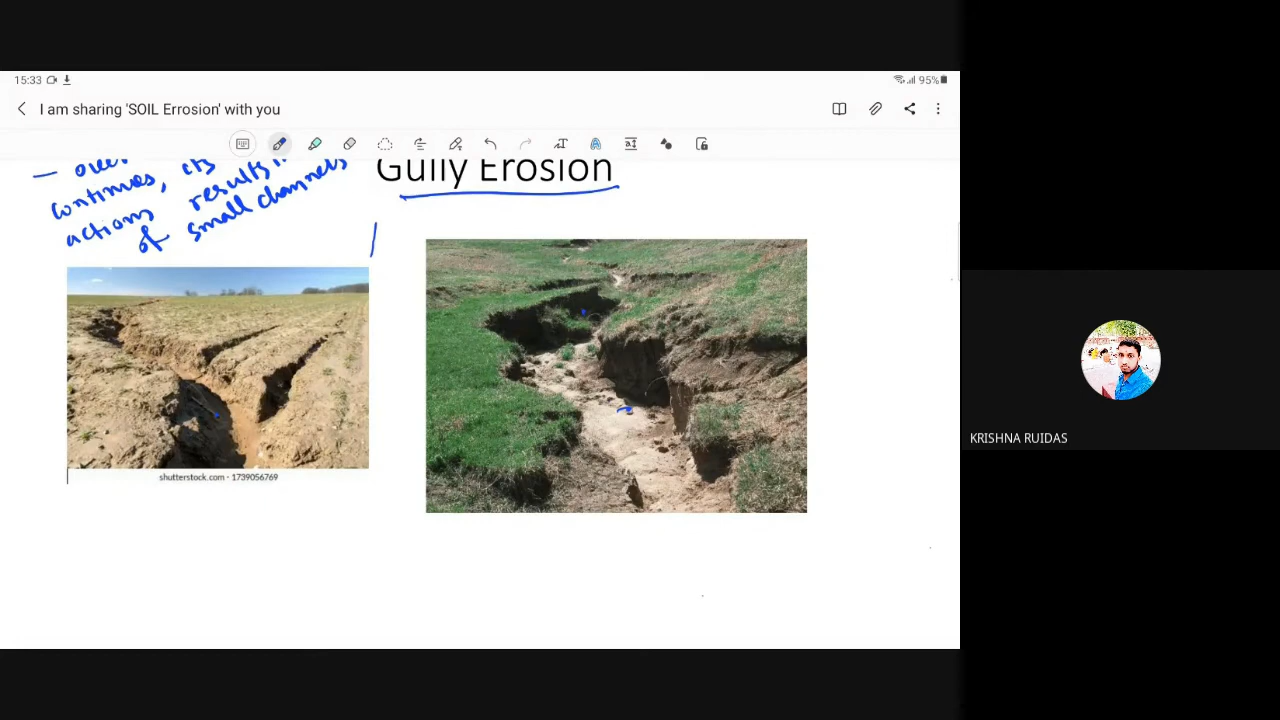 15:33
95%
I am sharing 'SOIL Errosion' with you
Gully Erosion
continues, its results
actions
of small channels
shutterstock.com · 1739056769
KRISHNA RUIDAS